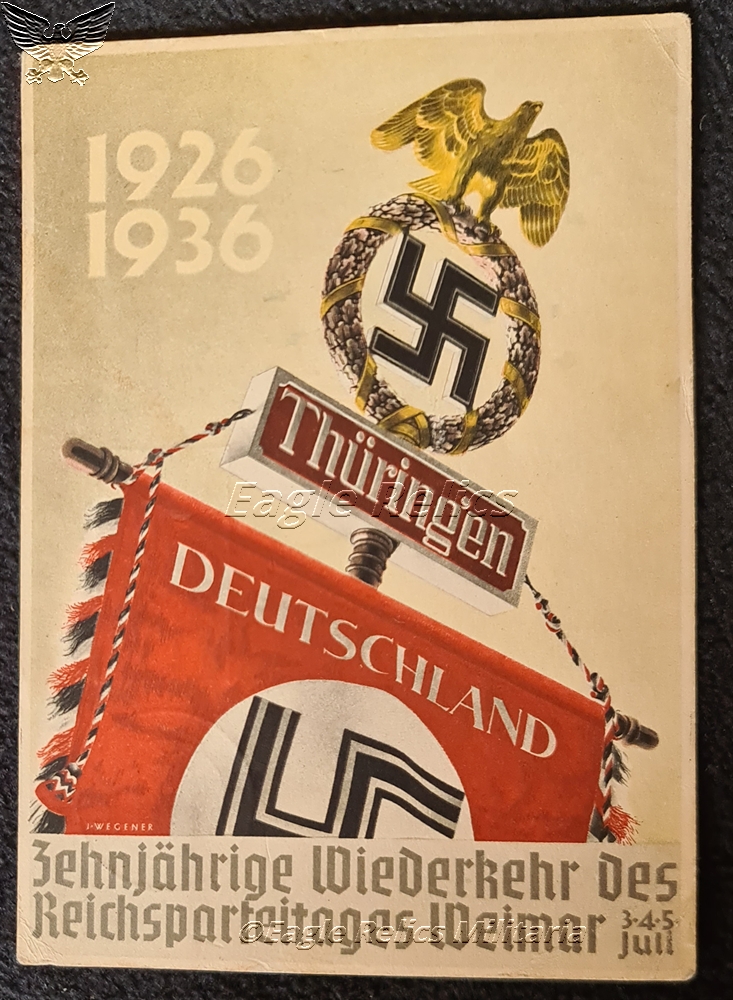 1926
1936
Thüringen
Eagle Relics
DEUTSCHLAND
J·WEGENER
Zehnjährige Wiederkehr des
Reichsparteitages Weimar 3·4·5·
Juli
©Eagle Relics Militaria